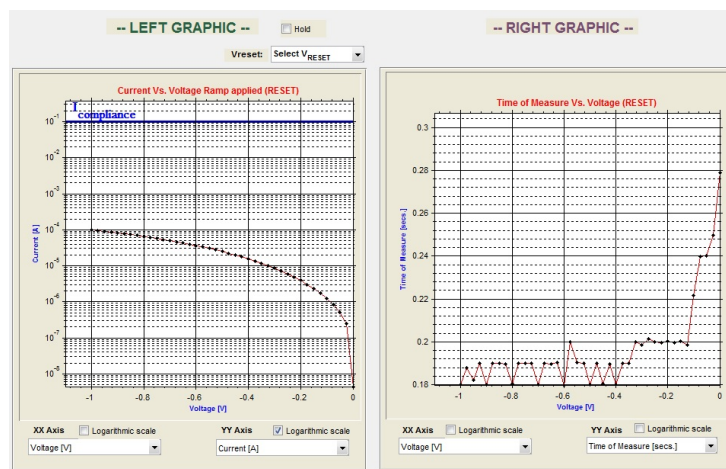 -- LEFT GRAPHIC --
Hold
Vreset: Select V_RESET
Current Vs. Voltage Ramp applied (RESET)
I compliance
10^-1
10^-2
10^-3
10^-4
10^-5
10^-6
10^-7
10^-8
Current [A]
-1 -0.8 -0.6 -0.4 -0.2 0
Voltage [V]
XX Axis Logarithmic scale YY Axis Logarithmic scale
Voltage [V] Current [A]
-- RIGHT GRAPHIC --
Time of Measure Vs. Voltage (RESET)
0.3
0.28
0.26
0.24
0.22
0.2
0.18
Time of Measure [secs.]
-1 -0.8 -0.6 -0.4 -0.2 0
Voltage [V]
XX Axis Logarithmic scale YY Axis Logarithmic scale
Voltage [V] Time of Measure [secs.]